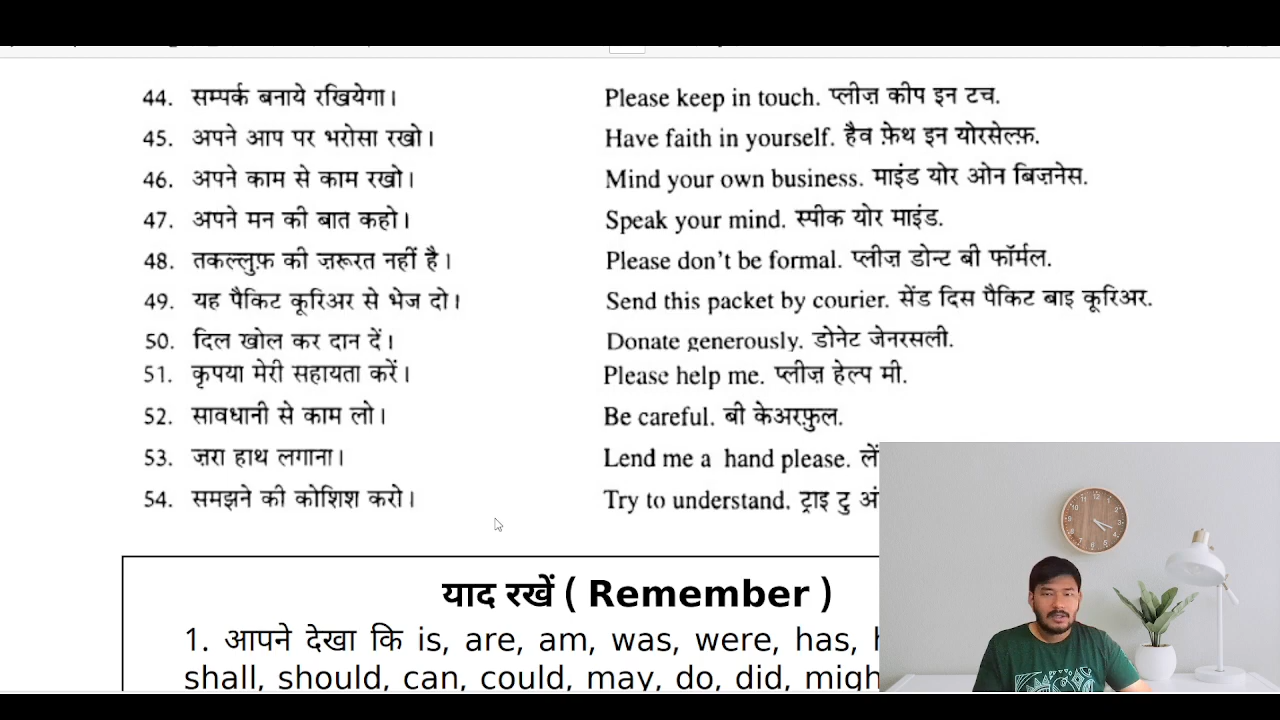 44. सम्पर्क बनाये रखियेगा। Please keep in touch. प्लीज़ कीप इन टच.
45. अपने आप पर भरोसा रखो। Have faith in yourself. हैव फ़ेथ इन योरसेल्फ़.
46. अपने काम से काम रखो। Mind your own business. माइंड योर ओन बिज़नेस.
47. अपने मन की बात कहो। Speak your mind. स्पीक योर माइंड.
48. तकल्लुफ़ की ज़रूरत नहीं है। Please don't be formal. प्लीज़ डोन्ट बी फॉर्मल.
49. यह पैकिट कूरिअर से भेज दो। Send this packet by courier. सेंड दिस पैकिट बाइ कूरिअर.
50. दिल खोल कर दान दें। Donate generously. डोनेट जेनरसली.
51. कृपया मेरी सहायता करें। Please help me. प्लीज़ हेल्प मी.
52. सावधानी से काम लो। Be careful. बी केअरफ़ुल.
53. ज़रा हाथ लगाना। Lend me a hand please.
54. समझने की कोशिश करो। Try to understand. ट्राइ टु
याद रखें ( Remember )
1. आपने देखा कि is, are, am, was, were, has,
shall, should, can, could, may, do, did,